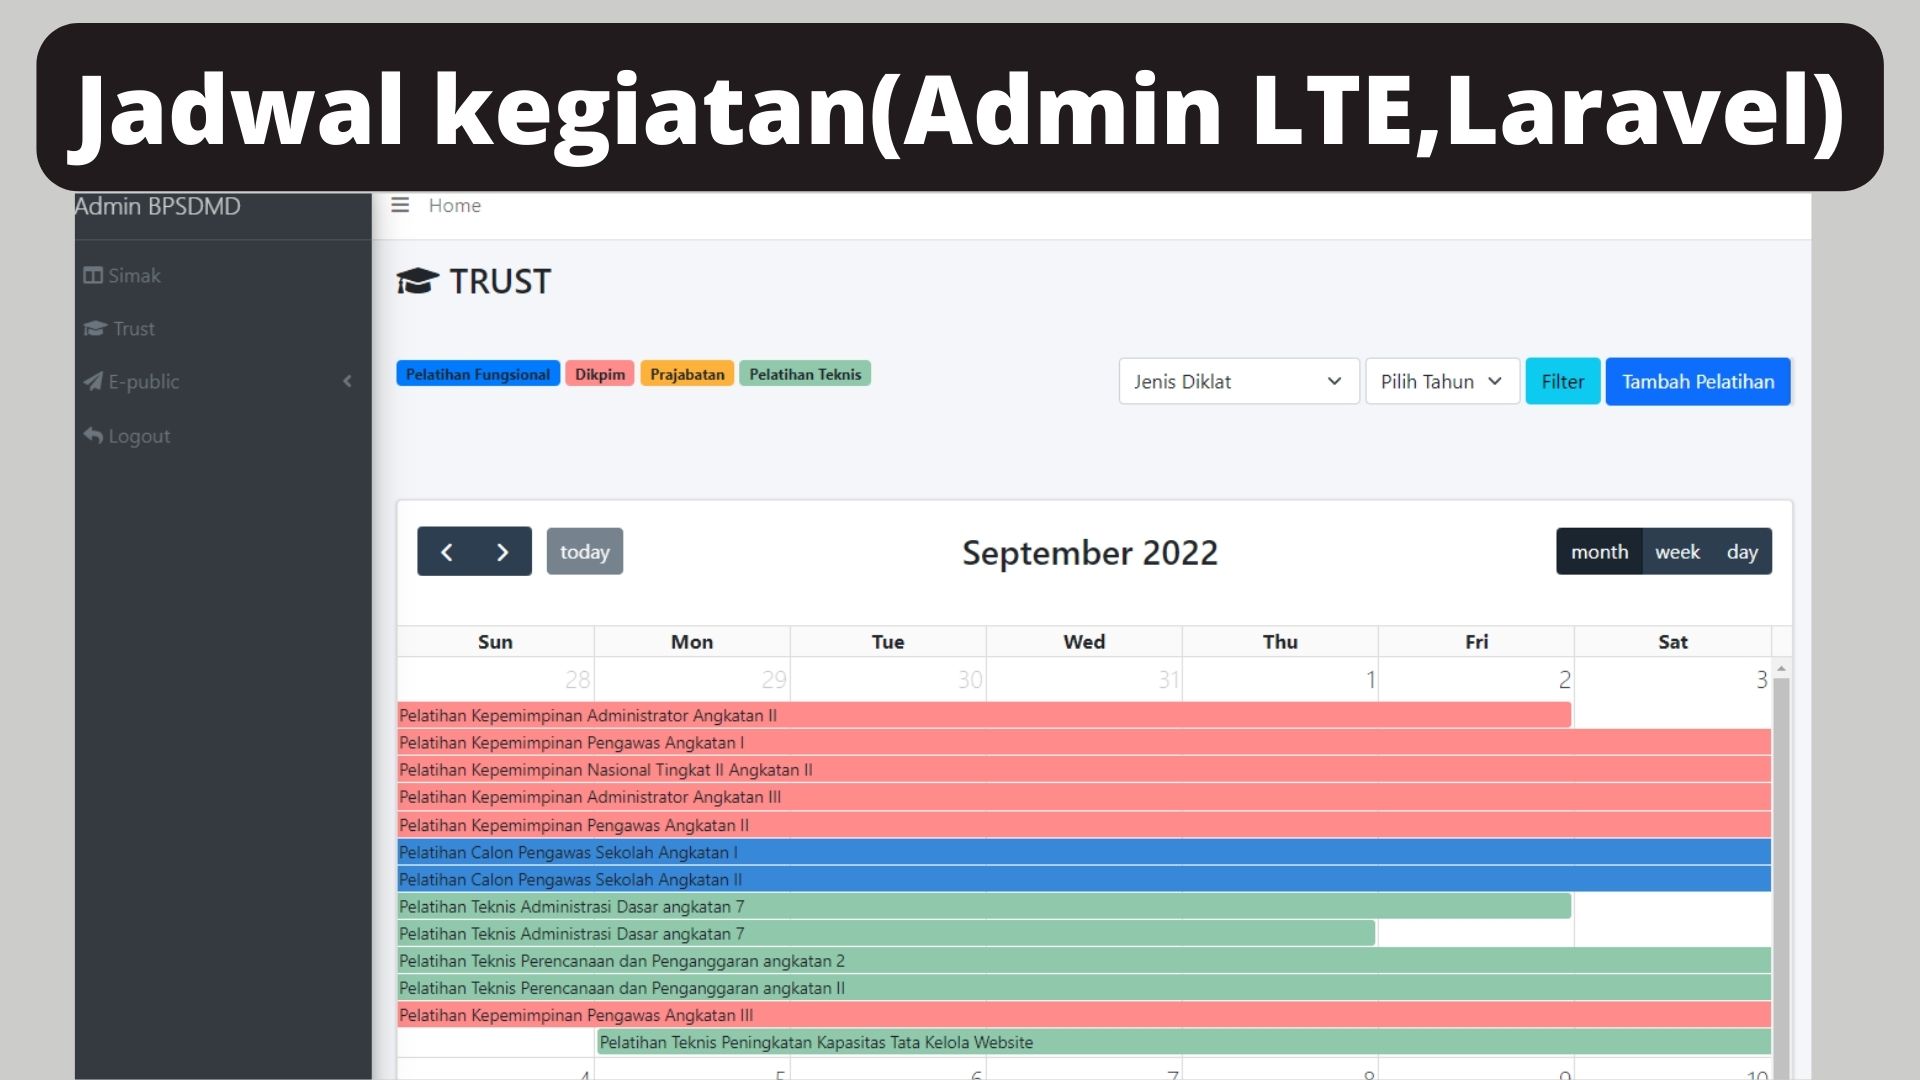 Jadwal kegiatan(Admin LTE,Laravel)
Admin BPSDMD
Home
Simak
Trust
E-public
Logout
TRUST
Pelatihan Fungsional Dikpim Prajabatan Pelatihan Teknis
Jenis Diklat Pilih Tahun Filter Tambah Pelatihan
today September 2022 month week day
Sun Mon Tue Wed Thu Fri Sat
28 29 30 31 1 2 3
Pelatihan Kepemimpinan Administrator Angkatan II
Pelatihan Kepemimpinan Pengawas Angkatan I
Pelatihan Kepemimpinan Nasional Tingkat II Angkatan II
Pelatihan Kepemimpinan Administrator Angkatan III
Pelatihan Kepemimpinan Pengawas Angkatan II
Pelatihan Calon Pengawas Sekolah Angkatan I
Pelatihan Calon Pengawas Sekolah Angkatan II
Pelatihan Teknis Administrasi Dasar angkatan 7
Pelatihan Teknis Administrasi Dasar angkatan 7
Pelatihan Teknis Perencanaan dan Penganggaran angkatan 2
Pelatihan Teknis Perencanaan dan Penganggaran angkatan II
Pelatihan Kepemimpinan Pengawas Angkatan III
Pelatihan Teknis Peningkatan Kapasitas Tata Kelola Website
4 5 6 7 8 9 10